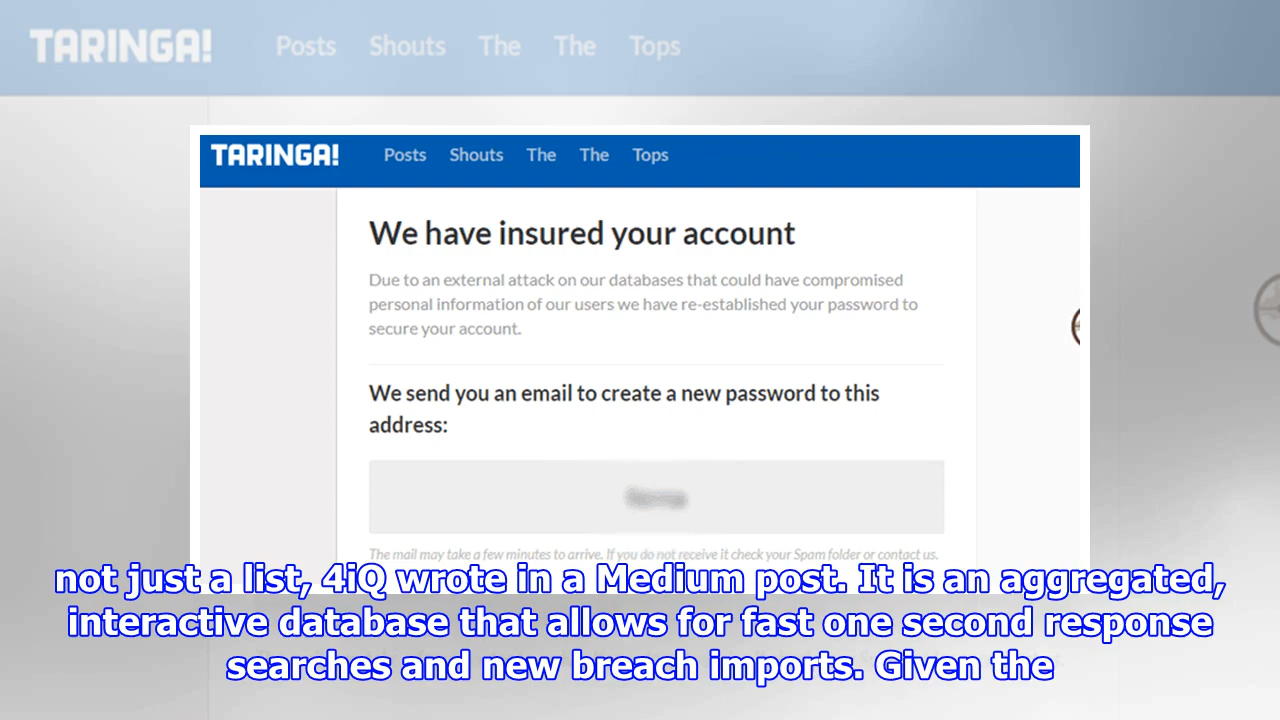 TARINGA! Posts Shouts The The Tops
TARINGA! Posts Shouts The The Tops
We have insured your account
Due to an external attack on our databases that could have compromised
personal information of our users we have re-established your password to
secure your account.
We send you an email to create a new password to this
address:
The mail may take a few minutes to arrive. If you do not receive it check your Spam folder or contact us.
not just a list, 4iQ wrote in a Medium post. It is an aggregated,
interactive database that allows for fast one second response
searches and new breach imports. Given the